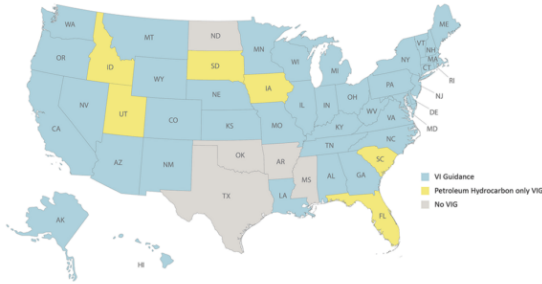 WA
OR
CA
NV
ID
UT
AZ
MT
WY
CO
NM
ND
SD
NE
KS
OK
TX
MN
IA
MO
AR
LA
WI
IL
MI
IN
OH
KY
TN
MS
AL
GA
FL
SC
NC
VA
WV
PA
NY
VT
NH
ME
MA
CT
RI
NJ
DE
MD
AK
HI
VI Guidance
Petroleum Hydrocarbon only VIG
No VIG